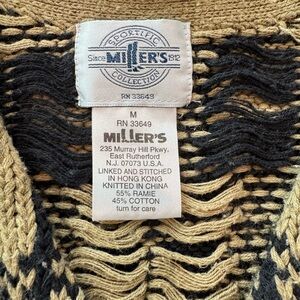 SPORTIFIC
Since MILLER'S 1912
COLLECTION
RN 33649
M
RN 33649
MILLER'S
235 Murray Hill Pkwy.
East Rutherford
N.J. 07073 U.S.A.
LINKED AND STITCHED
IN HONG KONG
KNITTED IN CHINA
55% RAMIE
45% COTTON
turn for care